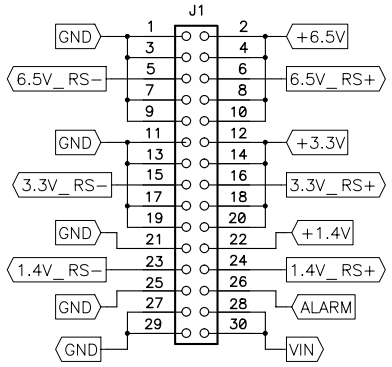 J1
GND 1 2 +6.5V
3 4
6.5V_RS- 5 6 6.5V_RS+
7 8
9 10
GND 11 12 +3.3V
13 14
3.3V_RS- 15 16 3.3V_RS+
17 18
19 20
GND 21 22 +1.4V
1.4V_RS- 23 24 1.4V_RS+
GND 25 26 ALARM
27 28
GND 29 30 VIN